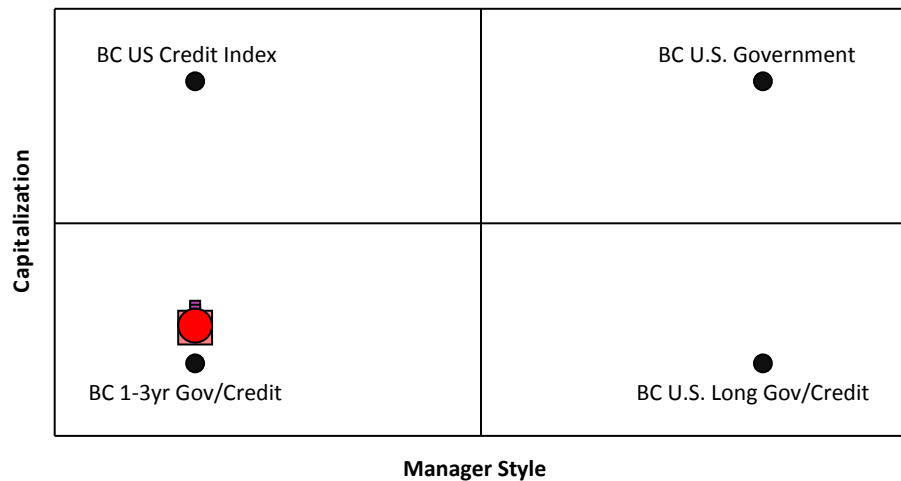 BC US Credit Index
BC U.S. Government
Capitalization
BC 1-3yr Gov/Credit
BC U.S. Long Gov/Credit
Manager Style